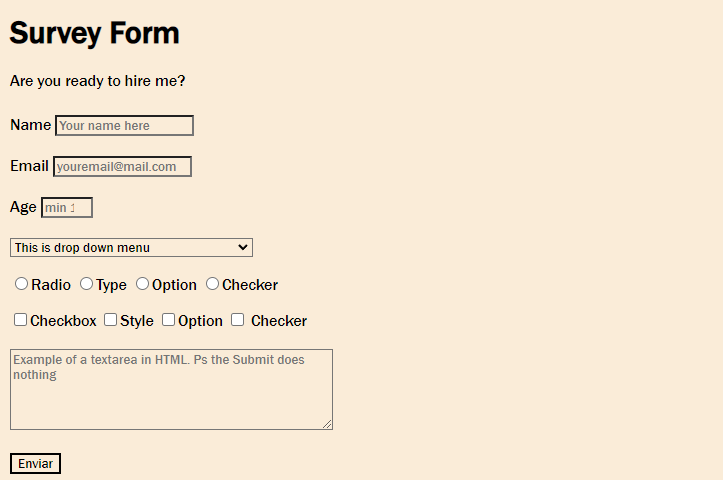 Survey Form
Are you ready to hire me?
Name Your name here
Email youremail@mail.com
Age min 1
This is drop down menu
Radio Type Option Checker
Checkbox Style Option Checker
Example of a textarea in HTML. Ps the Submit does
nothing
Enviar